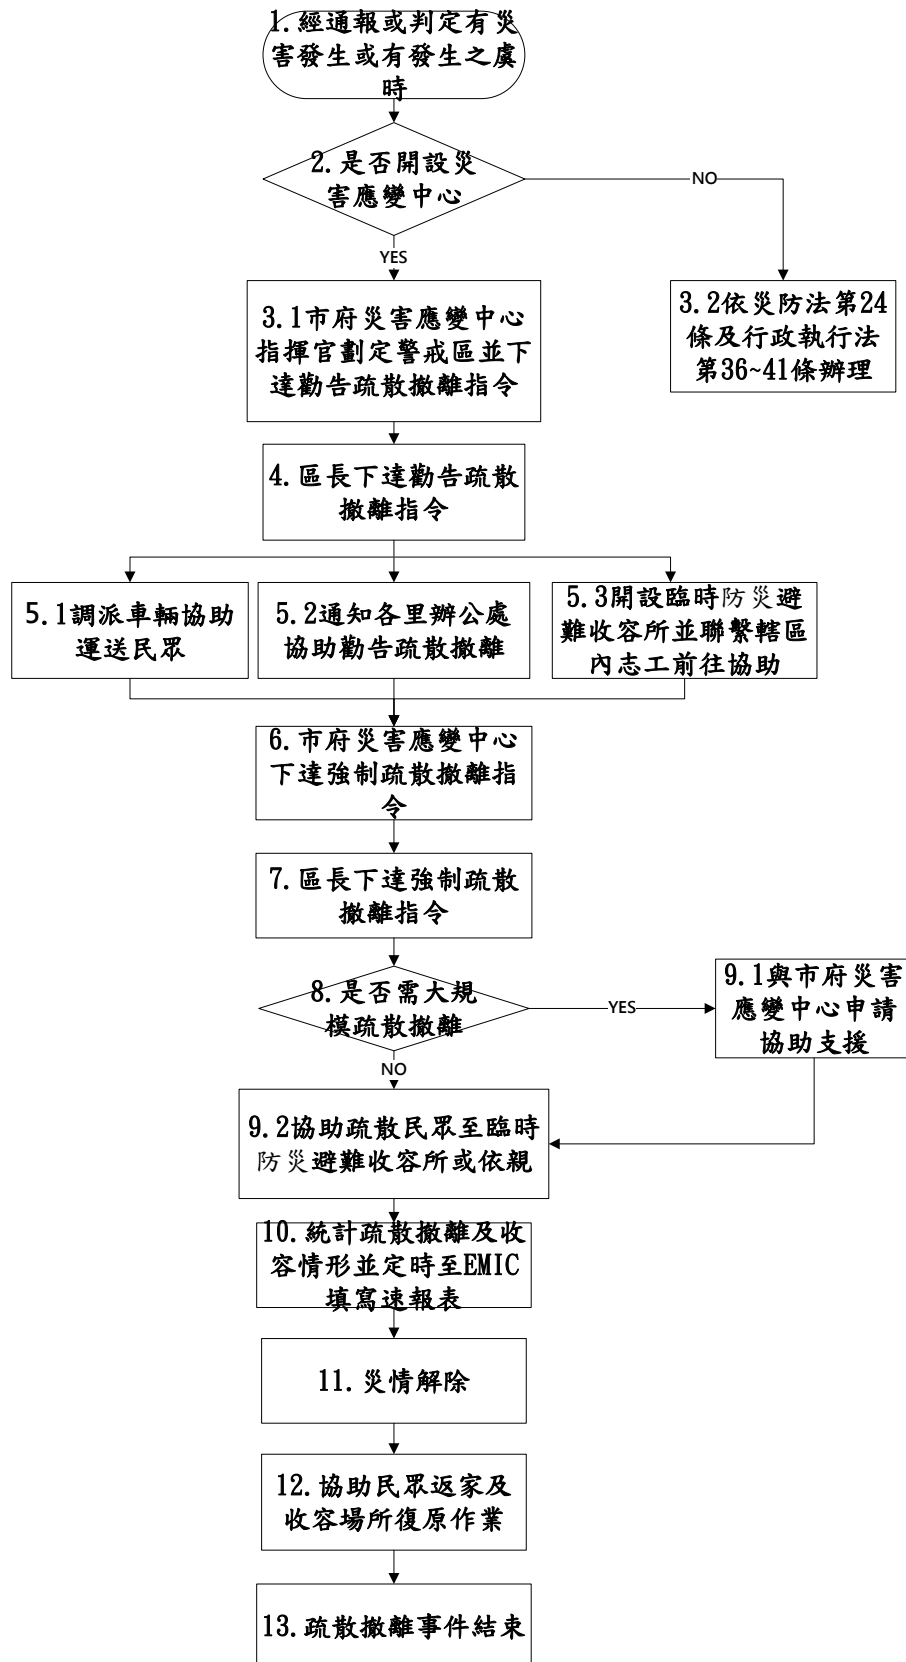 1.經通報或判定有災
害發生或有發生之虞
時
2.是否開設災
害應變中心
NO
YES
3.1市府災害應變中心
指揮官劃定警戒區並下
達勸告疏散撤離指令
3.2依災防法第24
條及行政執行法
第36~41條辦理
4.區長下達勸告疏散
撤離指令
5.1調派車輛協助
運送民眾
5.2通知各里辦公處
協助勸告疏散撤離
5.3開設臨時防災避
難收容所並聯繫轄區
內志工前往協助
6.市府災害應變中心
下達強制疏散撤離指
令
7.區長下達強制疏散
撤離指令
8.是否需大規
模疏散撤離
YES
9.1與市府災害
應變中心申請
協助支援
NO
9.2協助疏散民眾至臨時
防災避難收容所或依親
10.統計疏散撤離及收
容情形並定時至EMIC
填寫速報表
11.災情解除
12.協助民眾返家及
收容場所復原作業
13.疏散撤離事件結束